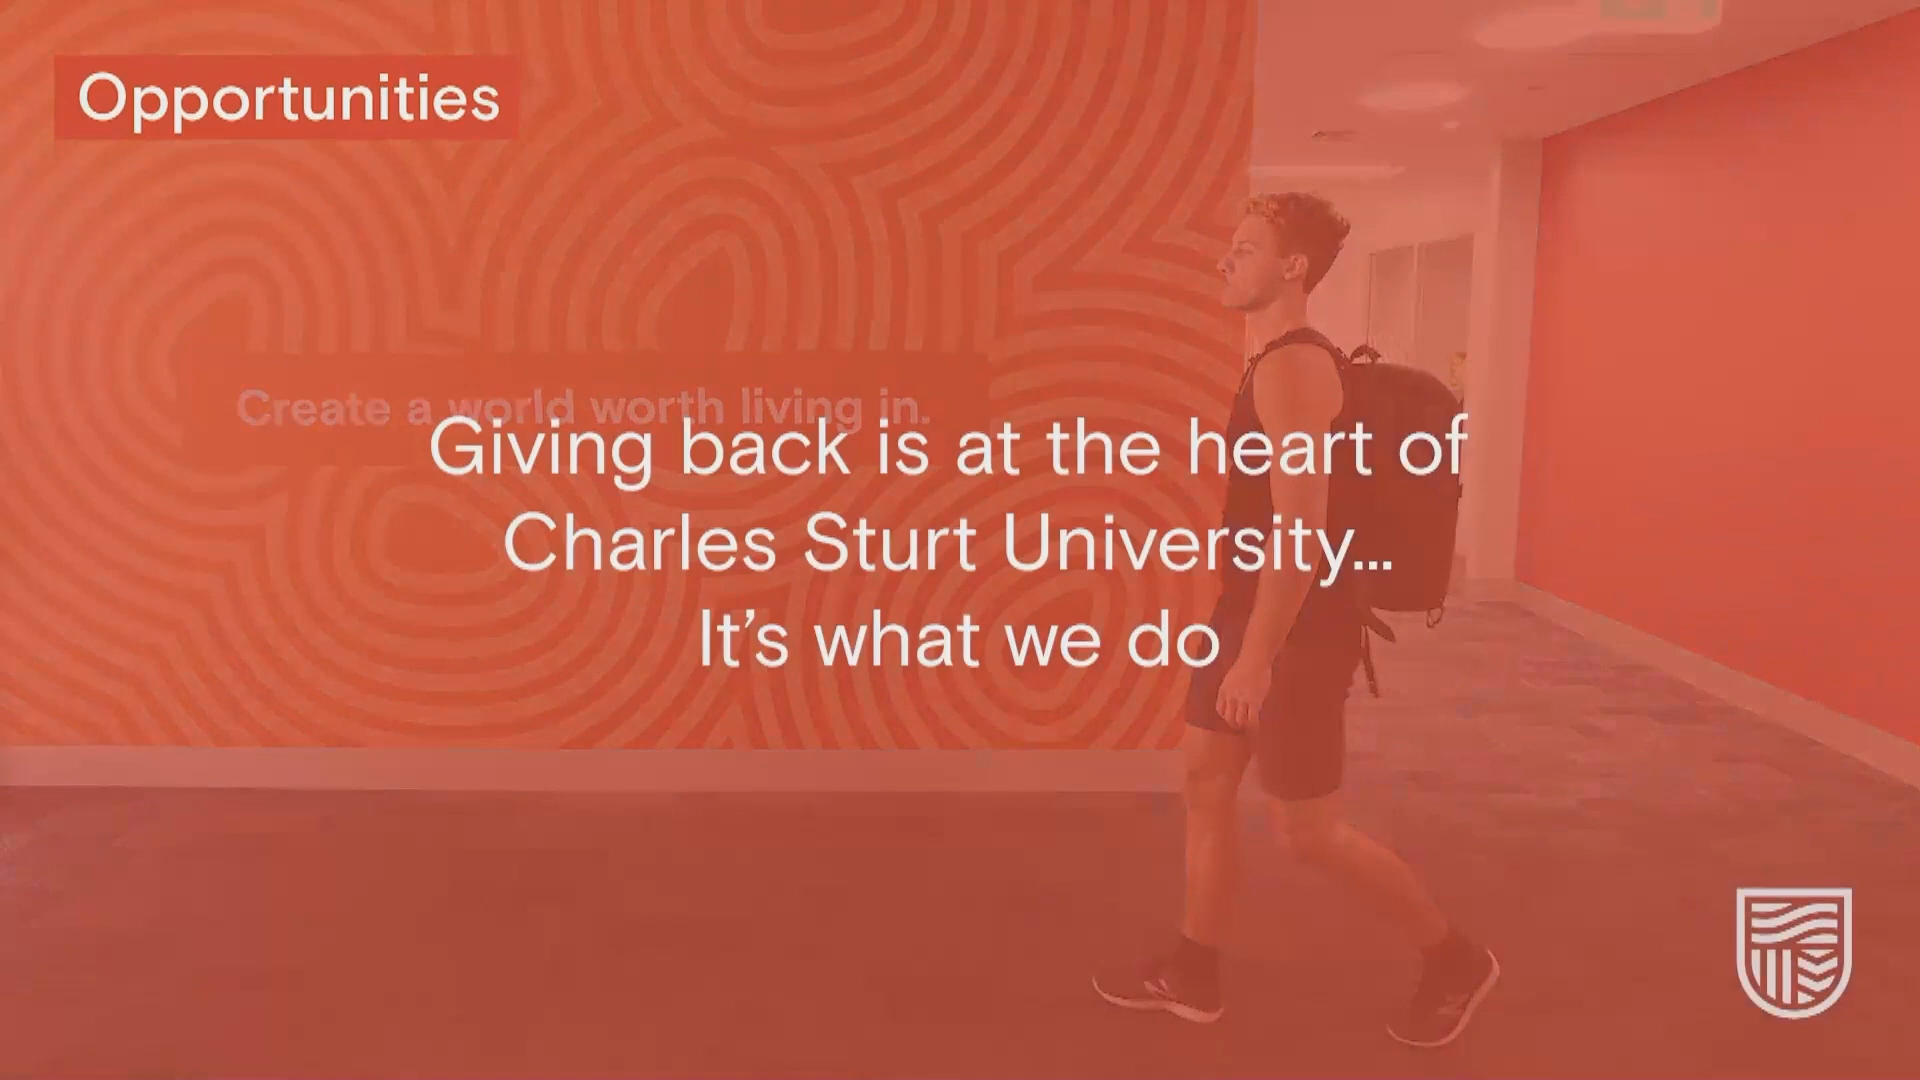 Opportunities
Create a world worth living in.
Giving back is at the heart of
Charles Sturt University...
It's what we do